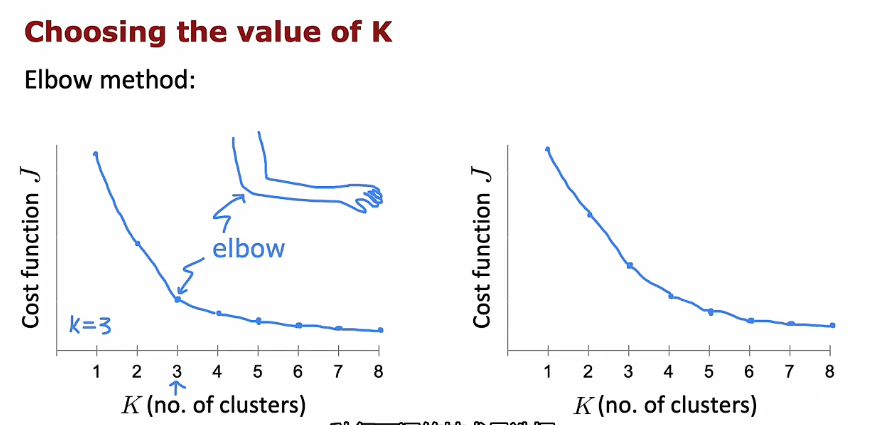 Choosing the value of K
Elbow method:
elbow
K=3
Cost function J
1 2 3 4 5 6 7 8
K (no. of clusters)
Cost function J
1 2 3 4 5 6 7 8
K (no. of clusters)